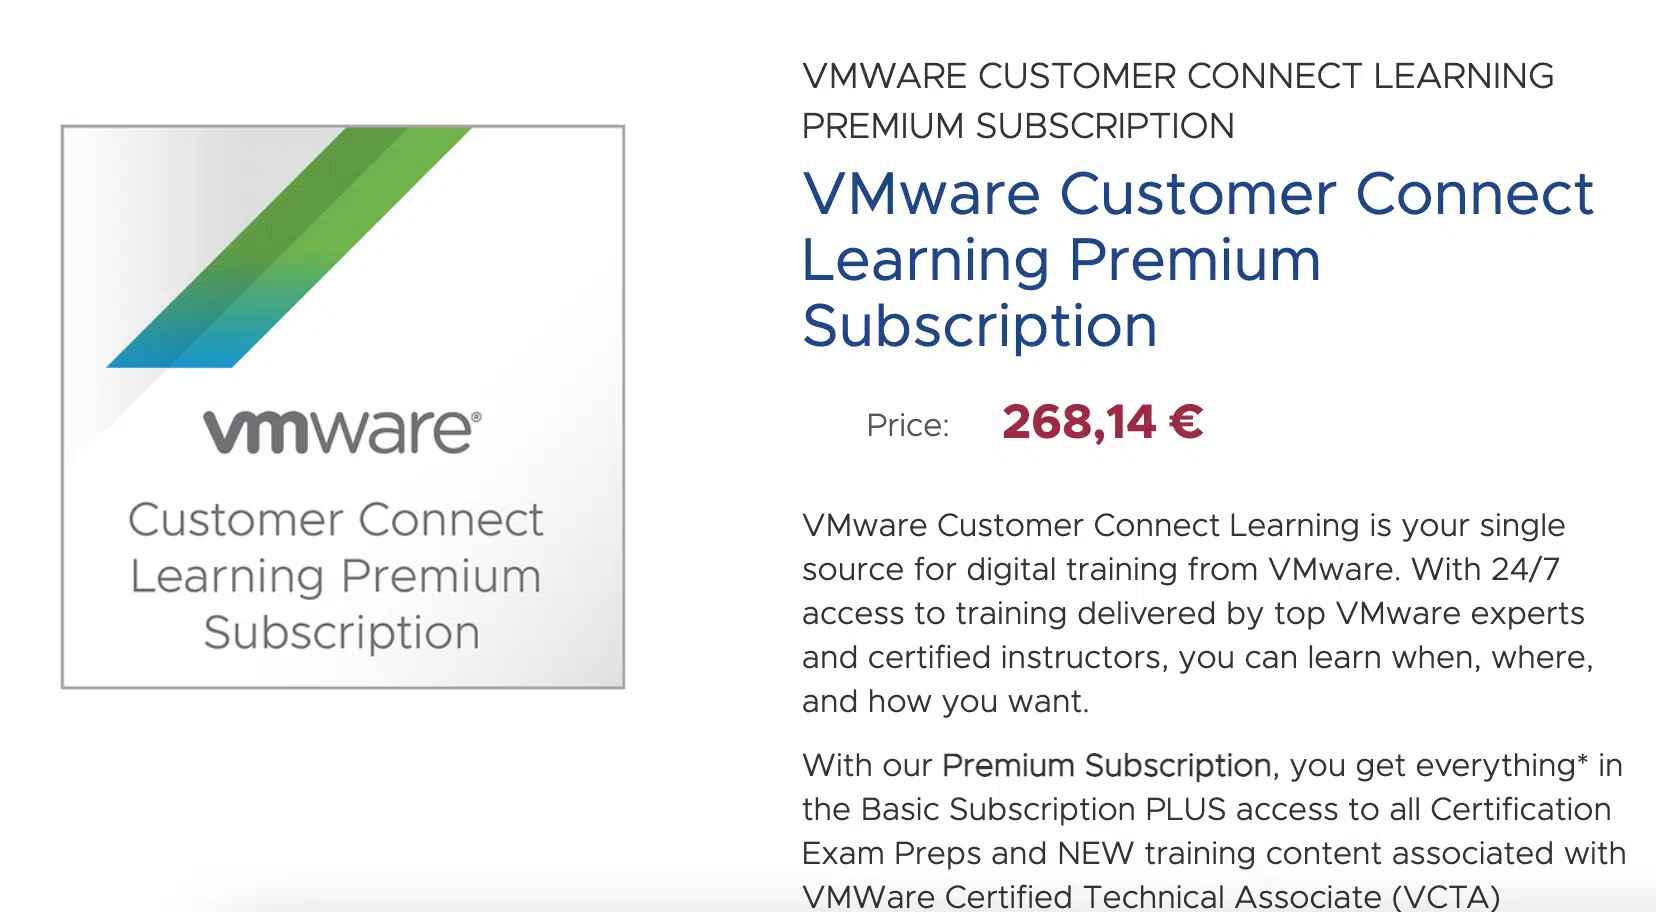 vmware®
Customer Connect
Learning Premium
Subscription
VMWARE CUSTOMER CONNECT LEARNING
PREMIUM SUBSCRIPTION
VMware Customer Connect
Learning Premium
Subscription
Price: 268,14 €
VMware Customer Connect Learning is your single
source for digital training from VMware. With 24/7
access to training delivered by top VMware experts
and certified instructors, you can learn when, where,
and how you want.
With our Premium Subscription, you get everything* in
the Basic Subscription PLUS access to all Certification
Exam Preps and NEW training content associated with
VMWare Certified Technical Associate (VCTA)